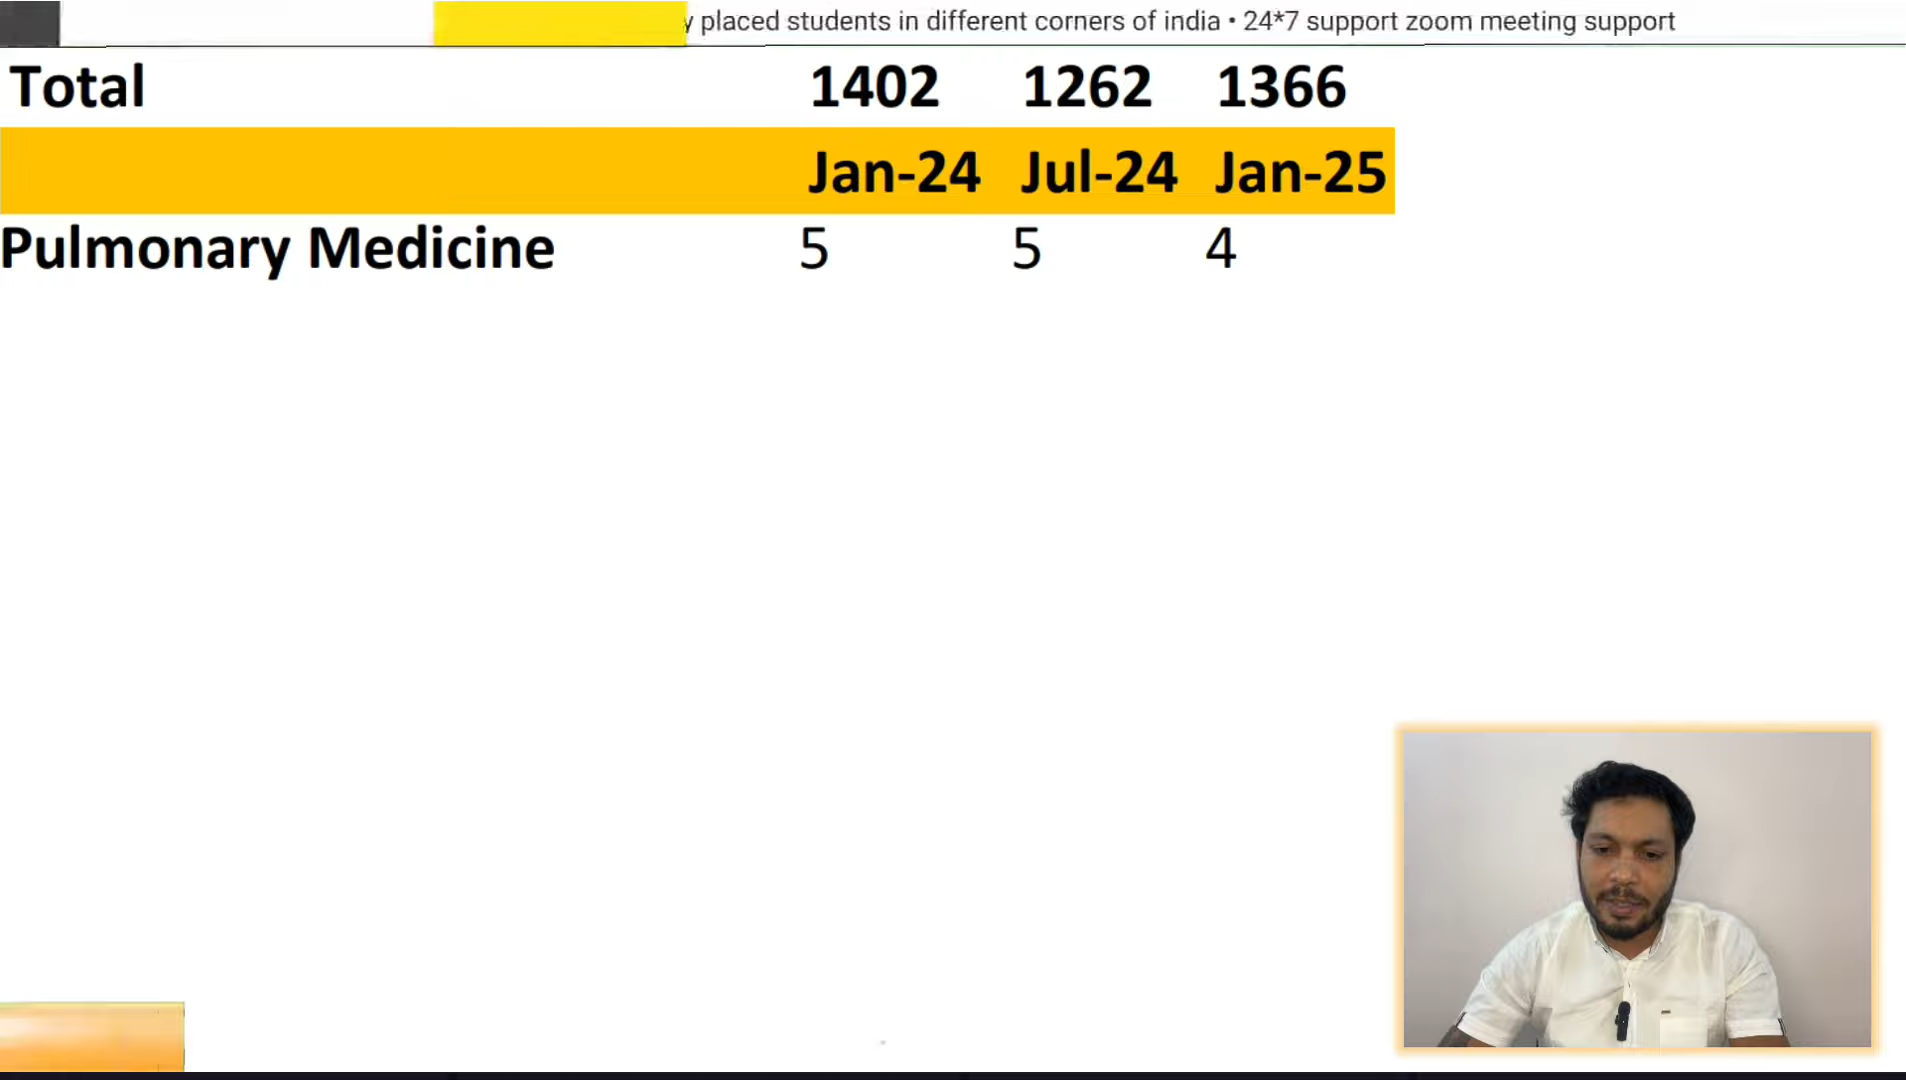 placed students in different corners of india • 24*7 support zoom meeting support
Total 1402 1262 1366
Jan-24 Jul-24 Jan-25
Pulmonary Medicine 5 5 4